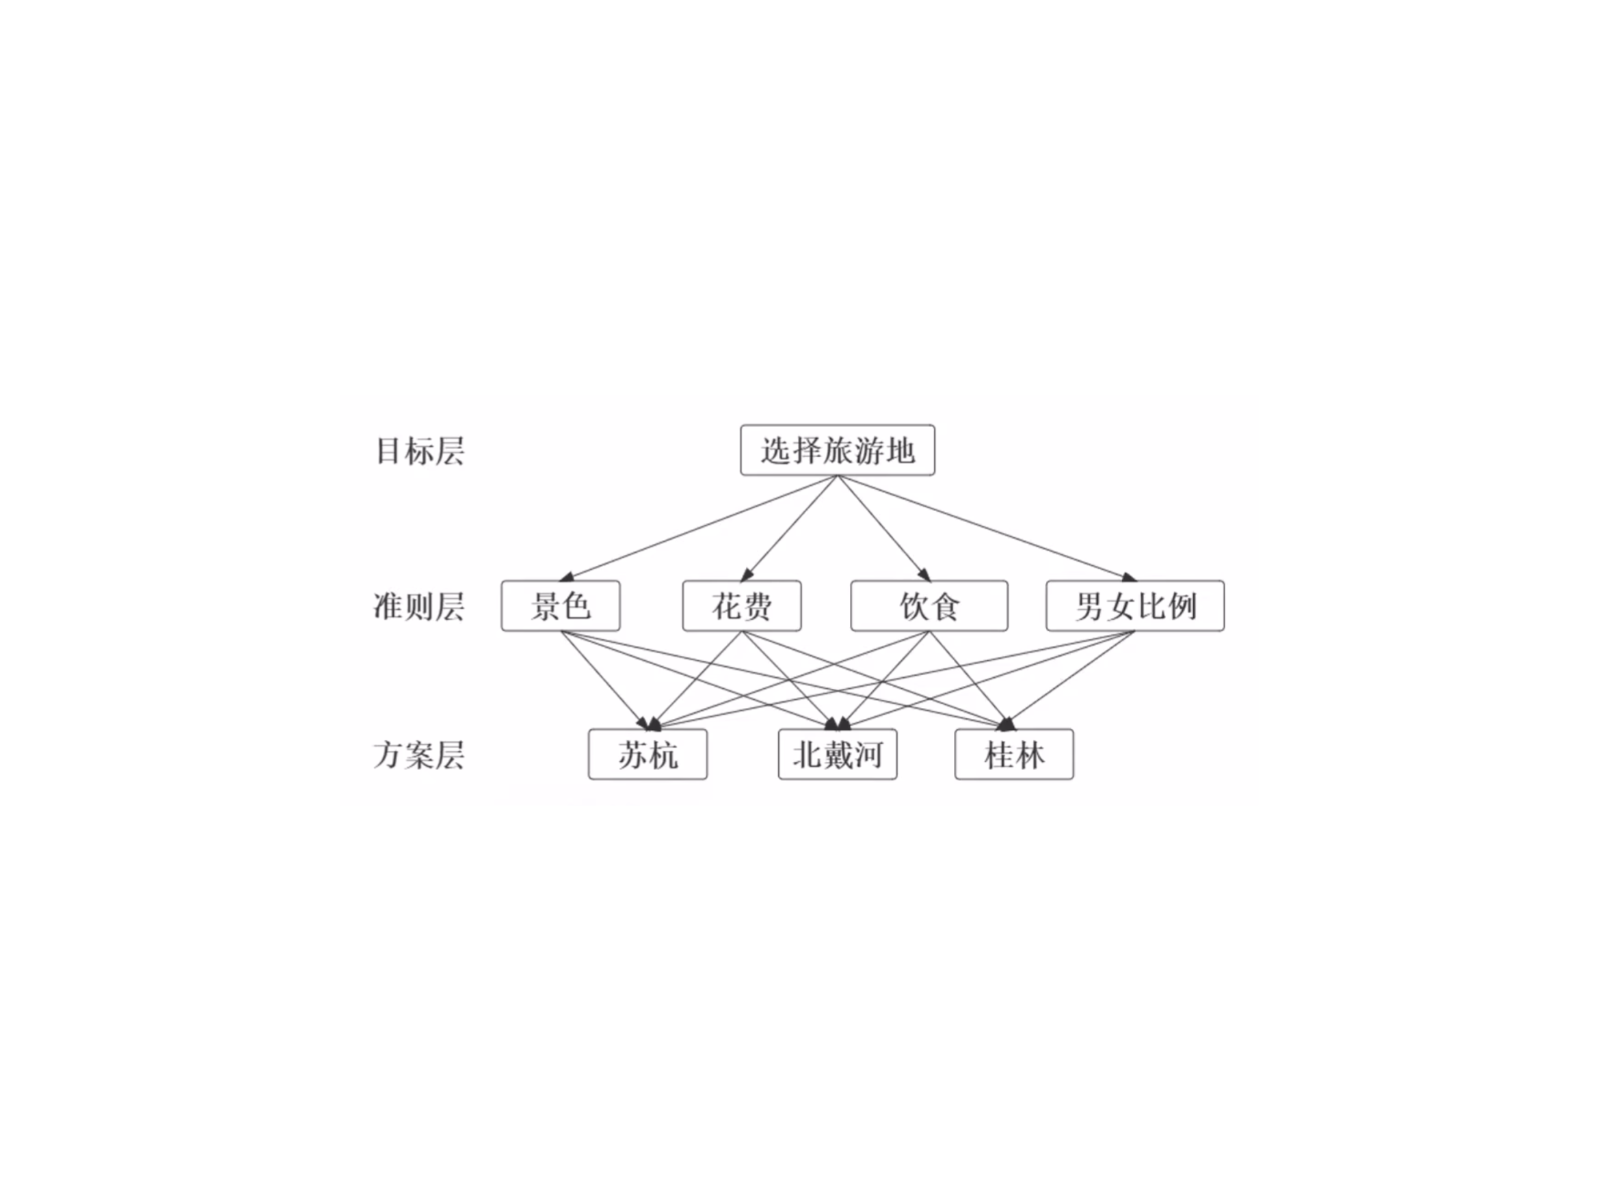 目标层 选择旅游地
准则层 景色 花费 饮食 男女比例
方案层 苏杭 北戴河 桂林